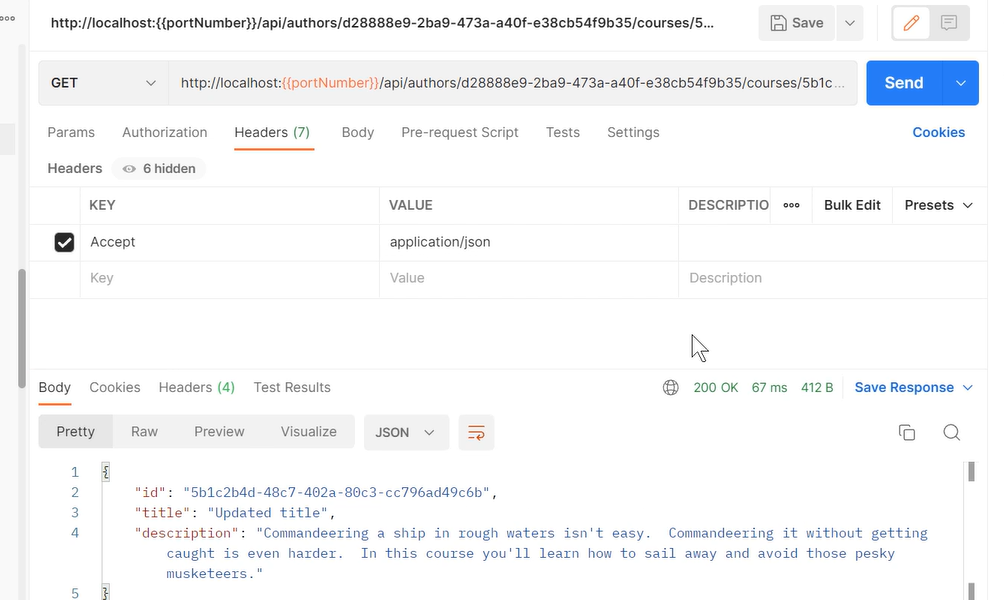 http://localhost:{{portNumber}}/api/authors/d28888e9-2ba9-473a-a40f-e38cb54f9b35/courses/5...
Save
GET
http://localhost:{{portNumber}}/api/authors/d28888e9-2ba9-473a-a40f-e38cb54f9b35/courses/5b1c...
Send
Params Authorization Headers (7) Body Pre-request Script Tests Settings Cookies
Headers 6 hidden
KEY VALUE DESCRIPTIO Bulk Edit Presets
Accept application/json
Key Value Description
Body Cookies Headers (4) Test Results 200 OK 67 ms 412 B Save Response
Pretty Raw Preview Visualize JSON
1 {
2 "id": "5b1c2b4d-48c7-402a-80c3-cc796ad49c6b",
3 "title": "Updated title",
4 "description": "Commandeering a ship in rough waters isn't easy.  Commandeering it without getting
caught is even harder.  In this course you'll learn how to sail away and avoid those pesky
musketeers."
5 }